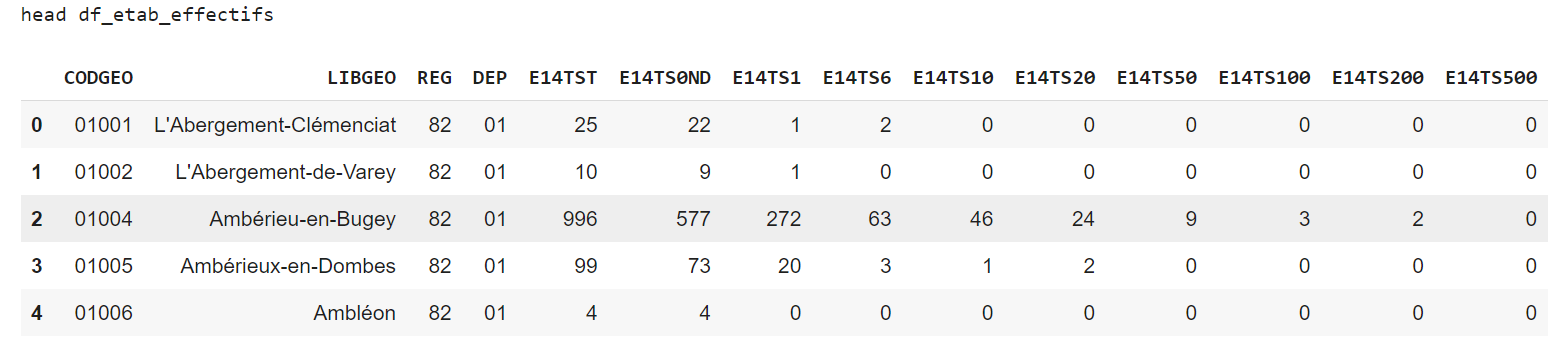 head df_etab_effectifs
CODGEO LIBGEO REG DEP E14TST E14TS0ND E14TS1 E14TS6 E14TS10 E14TS20 E14TS50 E14TS100 E14TS200 E14TS500
0 01001 L'Abergement-Clémenciat 82 01 25 22 1 2 0 0 0 0 0 0
1 01002 L'Abergement-de-Varey 82 01 10 9 1 0 0 0 0 0 0 0
2 01004 Ambérieu-en-Bugey 82 01 996 577 272 63 46 24 9 3 2 0
3 01005 Ambérieux-en-Dombes 82 01 99 73 20 3 1 2 0 0 0 0
4 01006 Ambléon 82 01 4 4 0 0 0 0 0 0 0 0